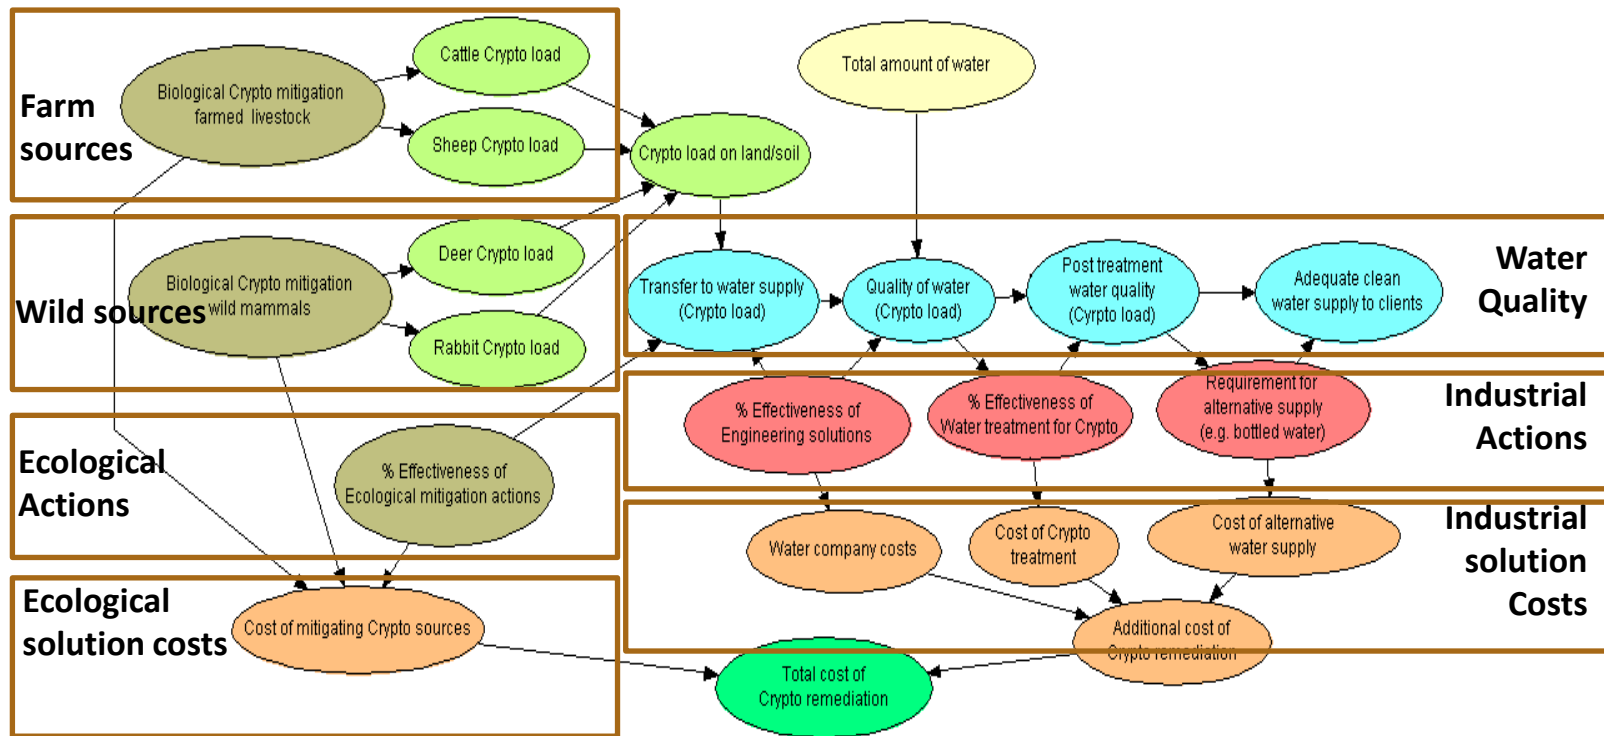 Farm
sources
Biological Crypto mitigation
farmed livestock
Cattle Crypto load
Sheep Crypto load
Crypto load on land/soil
Total amount of water
Wild sources
Biological Crypto mitigation
wild mammals
Deer Crypto load
Rabbit Crypto load
Transfer to water supply
(Crypto load)
Quality of water
(Crypto load)
Post treatment
water quality
(Cyrpto load)
Adequate clean
water supply to clients
Water
Quality
Ecological
Actions
% Effectiveness of
Ecological mitigation actions
% Effectiveness of
Engineering solutions
% Effectiveness of
Water treatment for Crypto
Requirement for
alternative supply
(e.g. bottled water)
Industrial
Actions
Water company costs
Cost of Crypto
treatment
Cost of alternative
water supply
Industrial
solution
Costs
Ecological
solution costs
Cost of mitigating Crypto sources
Additional cost of
Crypto remediation
Total cost of
Crypto remediation